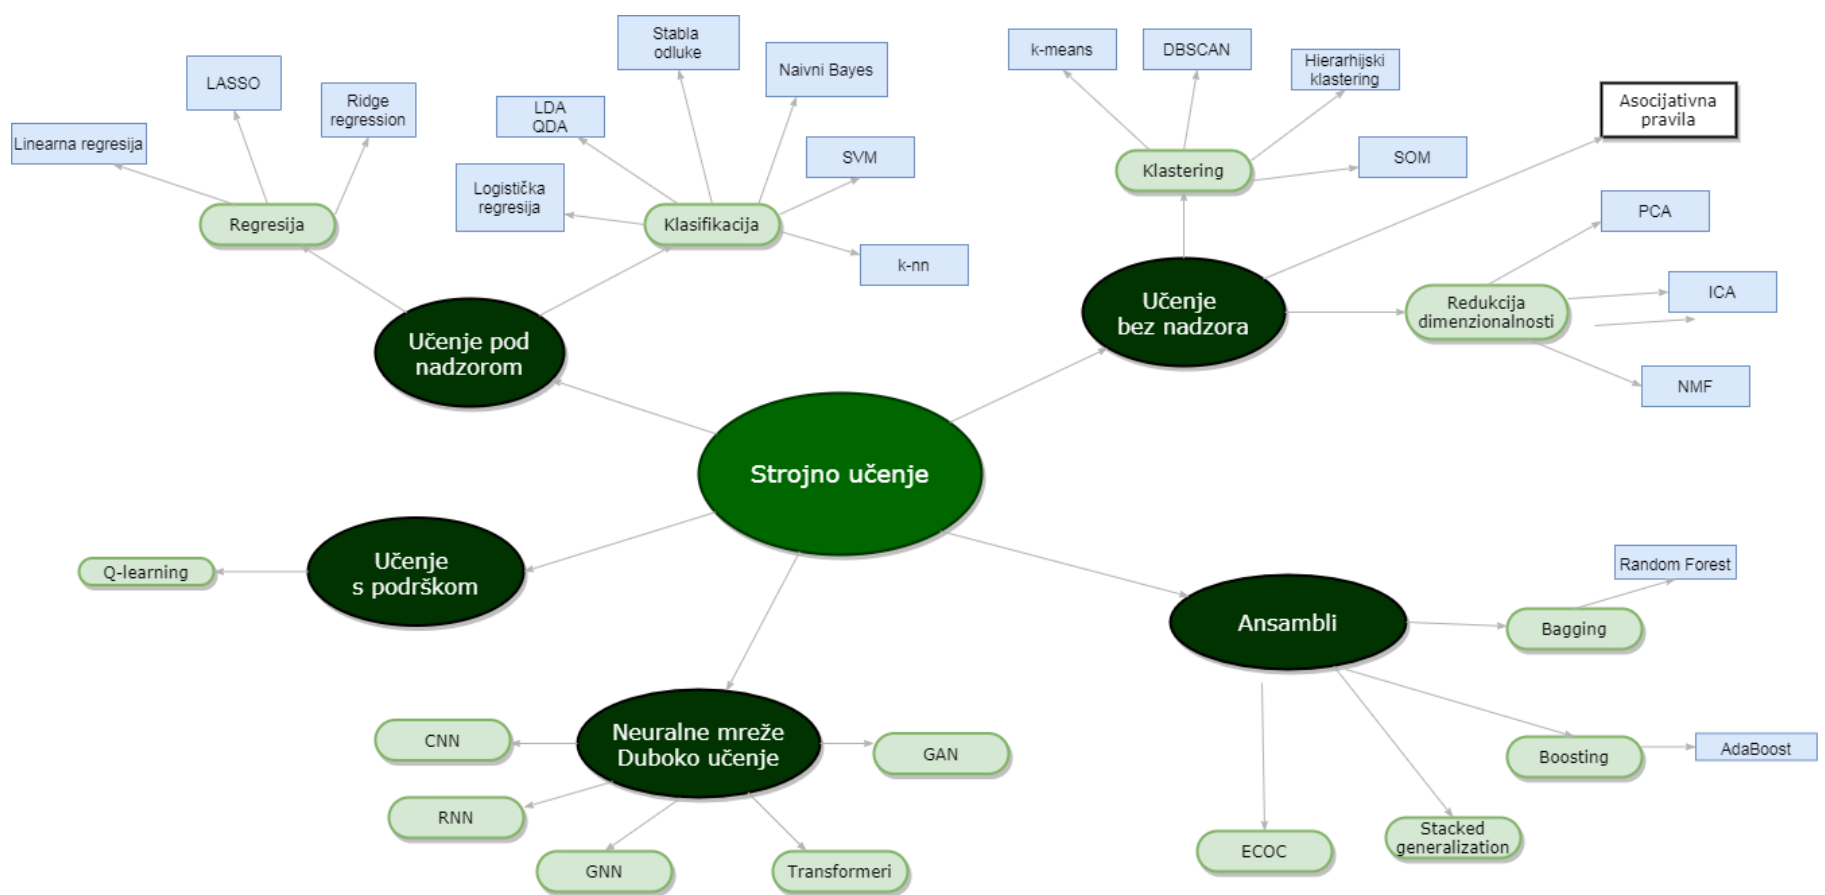 Stabla
odluke
k-means
DBSCAN
Hierarhijski
klastering
LASSO
Naivni Bayes
Ridge
regression
LDA
QDA
Asocijativna
pravila
Linearna regresija
SVM
SOM
Klastering
Logistička
regresija
Regresija
Klasifikacija
PCA
k-nn
ICA
Učenje
bez nadzora
Redukcija
dimenzionalnosti
Učenje pod
nadzorom
NMF
Strojno učenje
Učenje
s podrškom
Q-learning
Random Forest
Ansambli
Bagging
Neuralne mreže
Duboko učenje
CNN
GAN
Boosting
AdaBoost
RNN
Stacked
generalization
ECOC
GNN
Transformeri